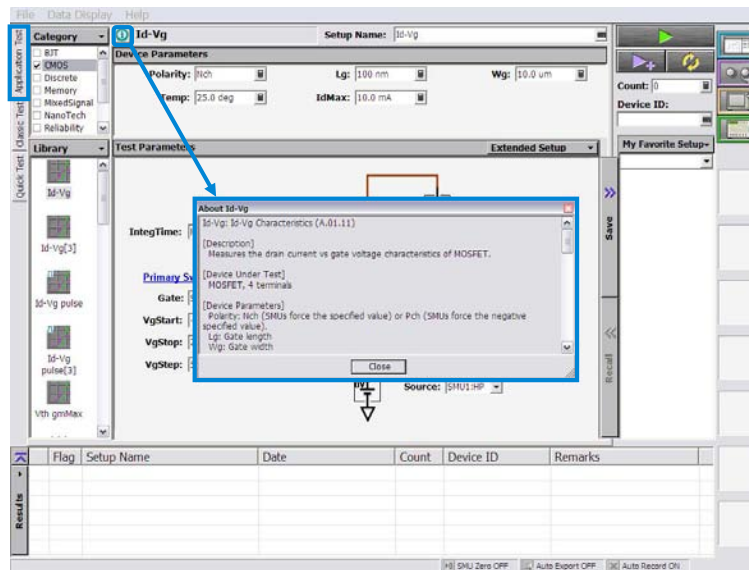 File Data Display Help
Application Test
Classic Test
Quick Test
Category
BJT
CMOS
Discrete
Memory
MixedSignal
NanoTech
Reliability
Library
Id-Vg
Id-Vg[3]
Id-Vg pulse
Id-Vg
pulse[3]
Vth gmMax
Id-Vg
Setup Name: Id-Vg
Device Parameters
Polarity: Nch
Lg: 100 nm
Wg: 10.0 um
Temp: 25.0 deg
IdMax: 10.0 mA
Test Parameters
Extended Setup
IntegTime:
Primary
Gate:
VgStart:
VgStop:
VgStep:
Source: SMU1:HP
About Id-Vg
Id-Vg: Id-Vg Characteristics (A.01.11)
[Description]
Measures the drain current vs gate voltage characteristics of MOSFET.
[Device Under Test]
MOSFET, 4 terminals
[Device Parameters]
Polarity: Nch (SMUs force the specified value) or Pch (SMUs force the negative
specified value).
Lg: Gate length
Wg: Gate width
Close
Save
Recall
Count: 0
Device ID:
My Favorite Setup
Results
Flag Setup Name Date Count Device ID Remarks
SMU Zero OFF Auto Export OFF Auto Record ON